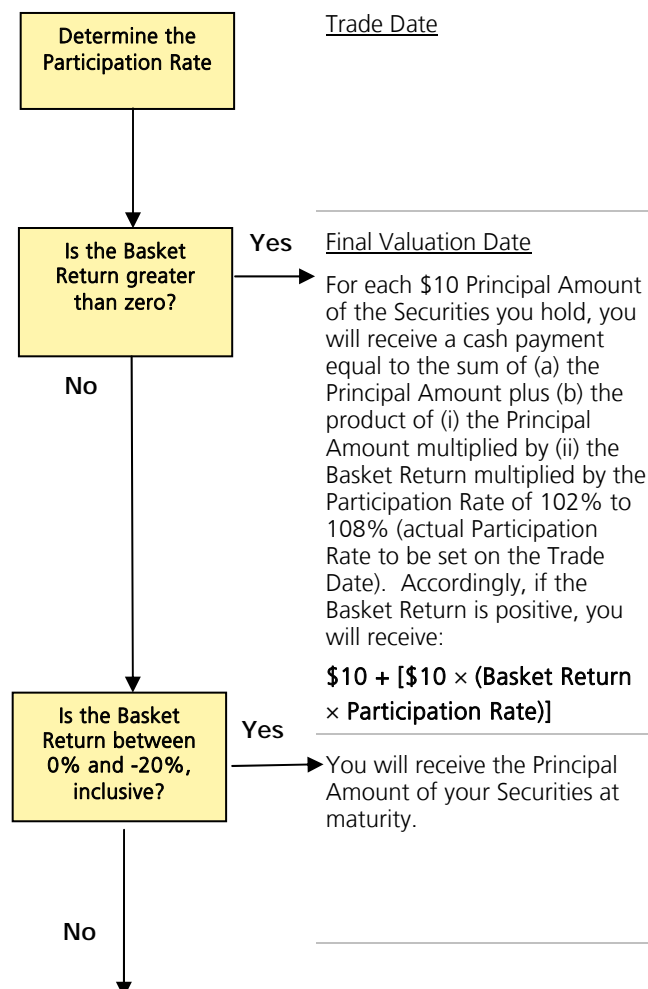 Determine the
Participation Rate
Trade Date
Is the Basket
Return greater
than zero?
Yes
No
Final Valuation Date
For each $10 Principal Amount
of the Securities you hold, you
will receive a cash payment
equal to the sum of (a) the
Principal Amount plus (b) the
product of (i) the Principal
Amount multiplied by (ii) the
Basket Return multiplied by the
Participation Rate of 102% to
108% (actual Participation
Rate to be set on the Trade
Date).  Accordingly, if the
Basket Return is positive, you
will receive:
$10 + [$10 × (Basket Return
× Participation Rate)]
Is the Basket
Return between
0% and -20%,
inclusive?
Yes
You will receive the Principal
Amount of your Securities at
maturity.
No